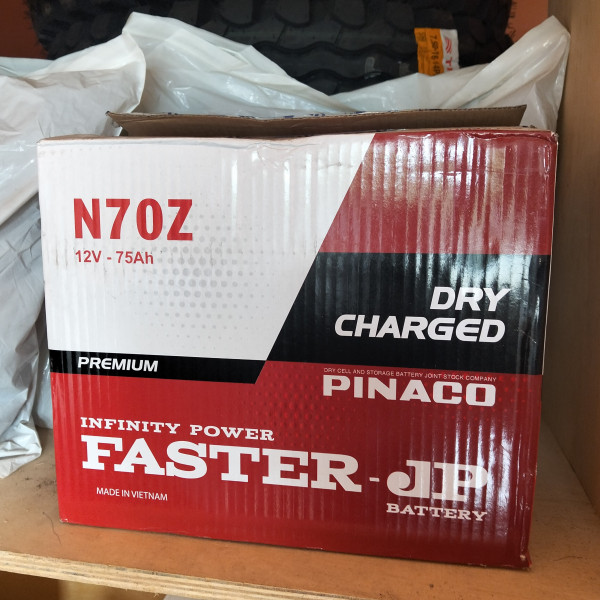 N70Z
12V - 75Ah
DRY
CHARGED
PREMIUM
DRY CELL AND STORAGE BATTERY JOINT STOCK COMPANY
PINACO
INFINITY POWER
FASTER - JP
BATTERY
MADE IN VIETNAM